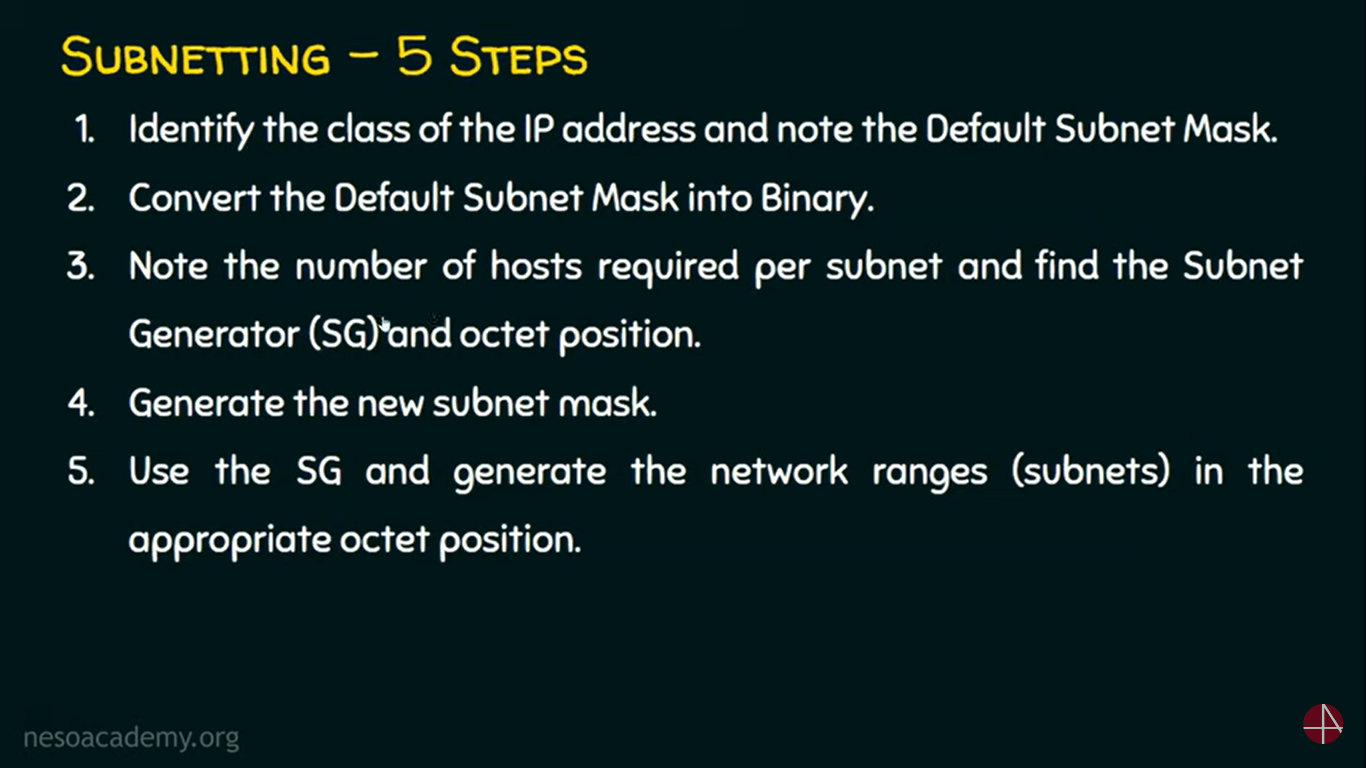 SUBNETTING – 5 STEPS
1. Identify the class of the IP address and note the Default Subnet Mask.
2. Convert the Default Subnet Mask into Binary.
3. Note the number of hosts required per subnet and find the Subnet
Generator (SG) and octet position.
4. Generate the new subnet mask.
5. Use the SG and generate the network ranges (subnets) in the
appropriate octet position.
nesoacademy.org